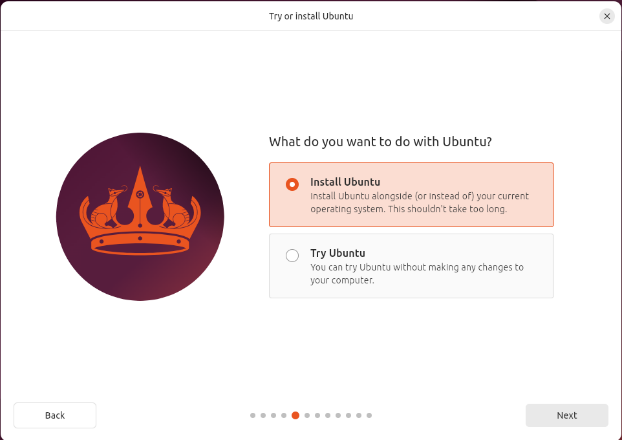 Try or install Ubuntu
What do you want to do with Ubuntu?
Install Ubuntu
Install Ubuntu alongside (or instead of) your current
operating system. This shouldn't take too long.
Try Ubuntu
You can try Ubuntu without making any changes to
your computer.
Back
Next